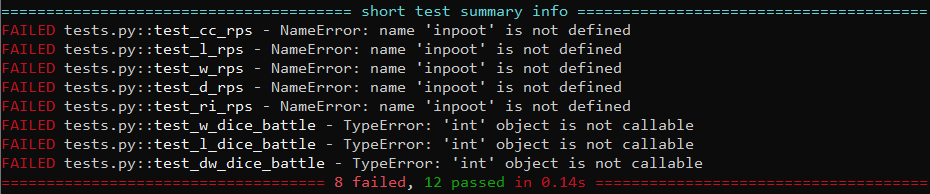 ======================================= short test summary info ========================================
FAILED tests.py::test_cc_rps - NameError: name 'inpoot' is not defined
FAILED tests.py::test_l_rps - NameError: name 'inpoot' is not defined
FAILED tests.py::test_w_rps - NameError: name 'inpoot' is not defined
FAILED tests.py::test_d_rps - NameError: name 'inpoot' is not defined
FAILED tests.py::test_ri_rps - NameError: name 'inpoot' is not defined
FAILED tests.py::test_w_dice_battle - TypeError: 'int' object is not callable
FAILED tests.py::test_l_dice_battle - TypeError: 'int' object is not callable
FAILED tests.py::test_dw_dice_battle - TypeError: 'int' object is not callable
==================================== 8 failed, 12 passed in 0.14s =====================================